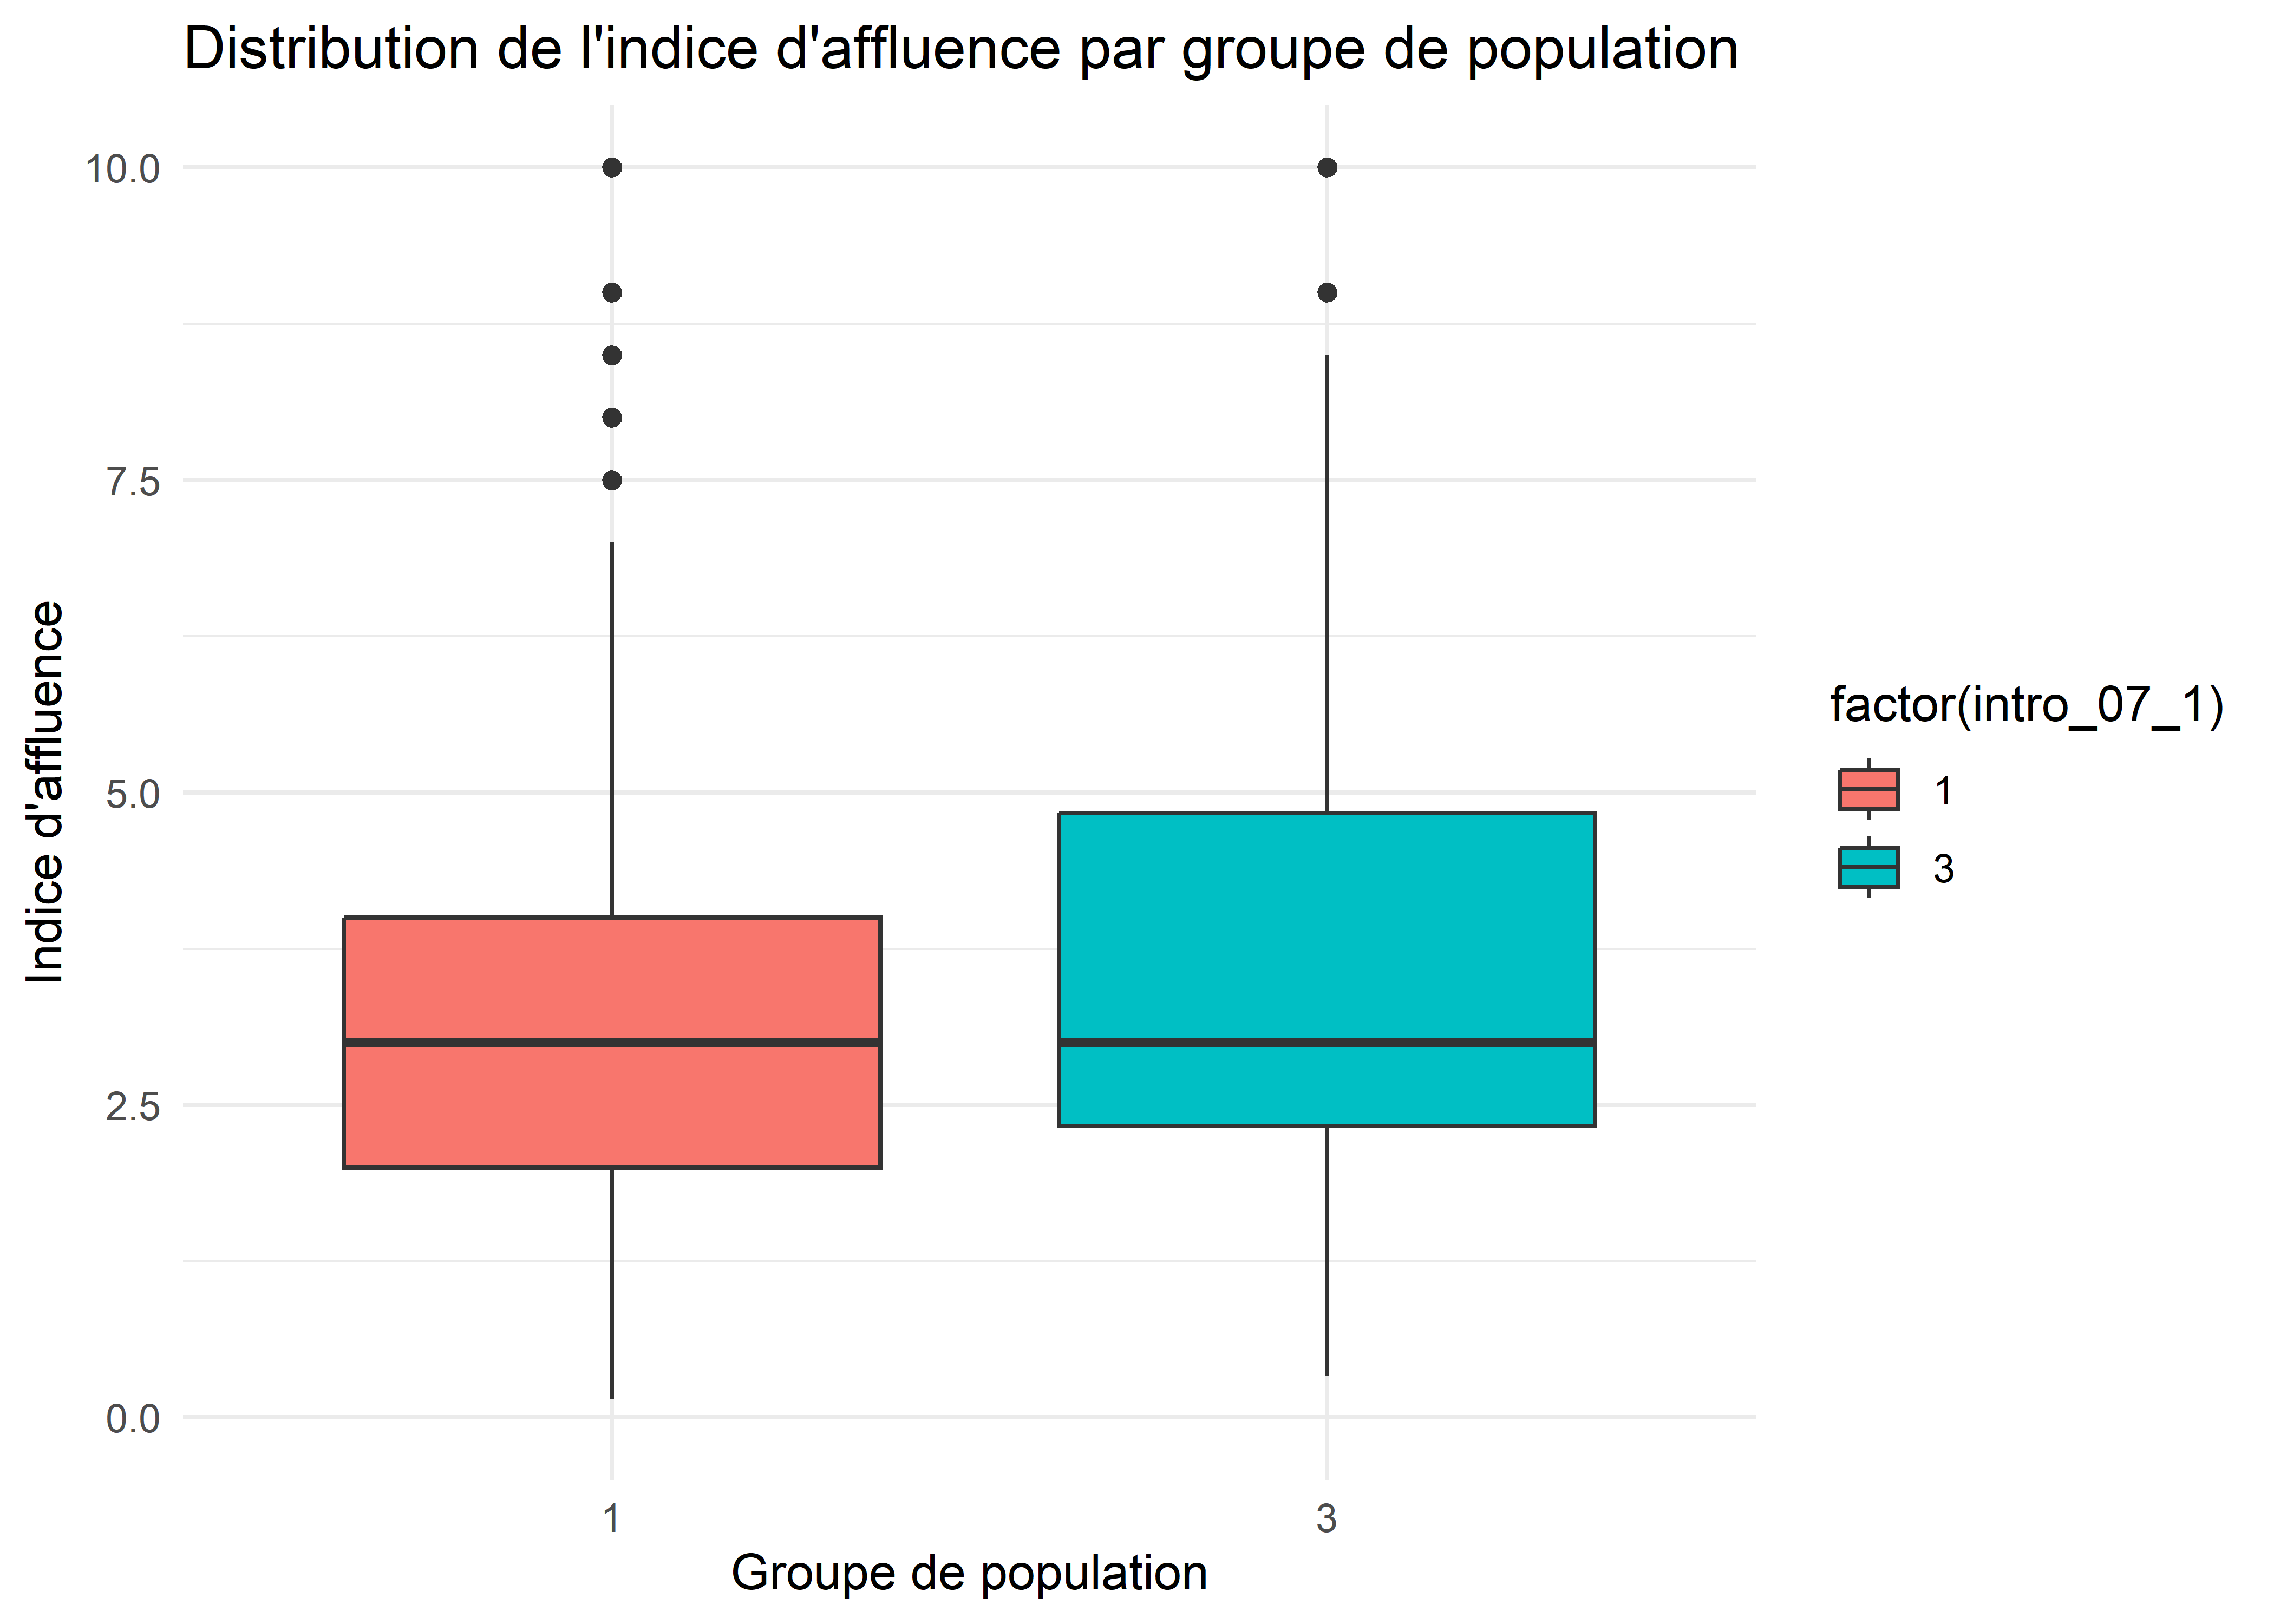 Distribution de l'indice d'affluence par groupe de population
10.0
7.5
5.0
2.5
0.0
Indice d'affluence
1
3
Groupe de population
factor(intro_07_1)
1
3